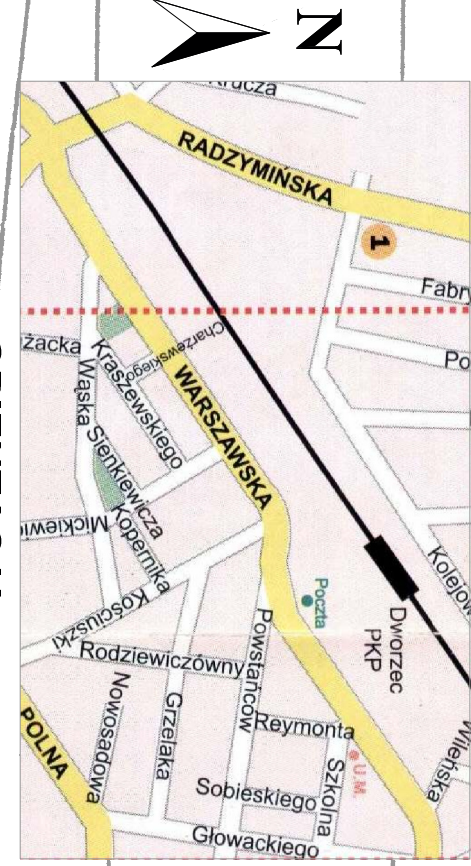 N
Krucza
RADZYMIŃSKA
1
Fabry
Po
żacka
Charżewskiego
Kraszewskiego
Wąska
WARSZAWSKA
Sienkiewicza
Mickiewi
Kopernika
Kościuszki
Kolejow
Poczta
Dworzec
PKP
Powstańców
Rodziewiczówny
Nowosadowa
Grzelaka
Reymonta
U.M.
Wileńska
POLNA
Sobieskiego
Szkolna
Głowackiego